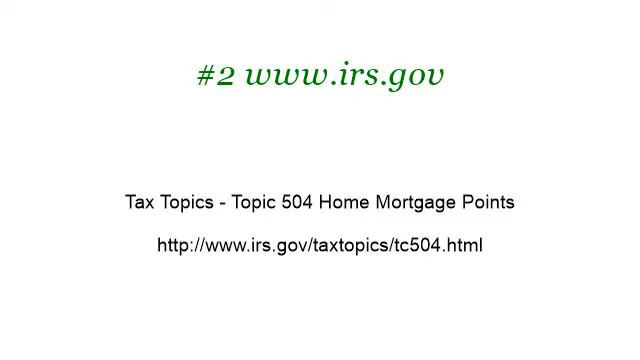 #2 www.irs.gov
Tax Topics - Topic 504 Home Mortgage Points
http://www.irs.gov/taxtopics/tc504.html